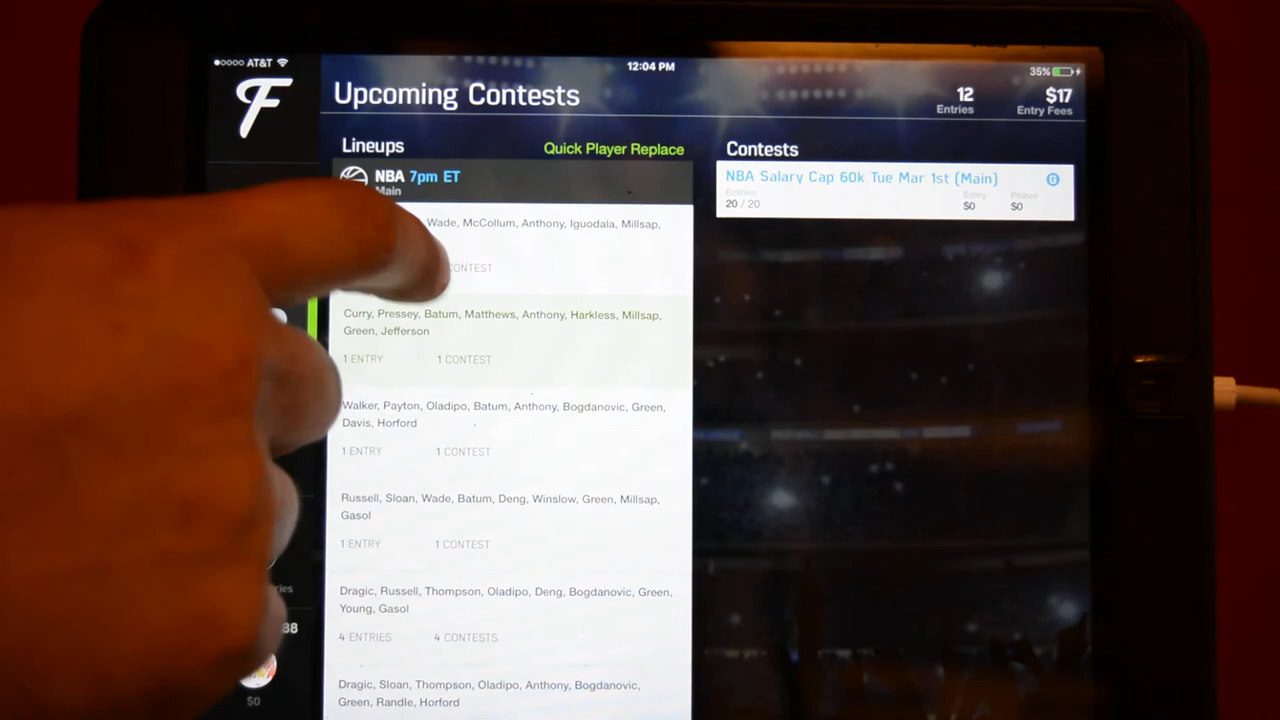 AT&T
12:04 PM
35%
F
Upcoming Contests
12
Entries
$17
Entry Fees
Lineups
Quick Player Replace
Contests
NBA 7pm ET
Main
Wade, McCollum, Anthony, Iguodala, Millsap,
CONTEST
Curry, Pressey, Batum, Matthews, Anthony, Harkless, Millsap,
Green, Jefferson
1 ENTRY 1 CONTEST
Walker, Payton, Oladipo, Batum, Anthony, Bogdanovic, Green,
Davis, Horford
1 ENTRY 1 CONTEST
Russell, Sloan, Wade, Batum, Deng, Winslow, Green, Millsap,
Gasol
1 ENTRY 1 CONTEST
Dragic, Russell, Thompson, Oladipo, Deng, Bogdanovic, Green,
Young, Gasol
4 ENTRIES 4 CONTESTS
Dragic, Sloan, Thompson, Oladipo, Anthony, Bogdanovic,
Green, Randle, Horford
NBA Salary Cap 60k Tue Mar 1st (Main)
G
Entries
20 / 20
Entry
$0
Prizes
$0
ries
88
$0